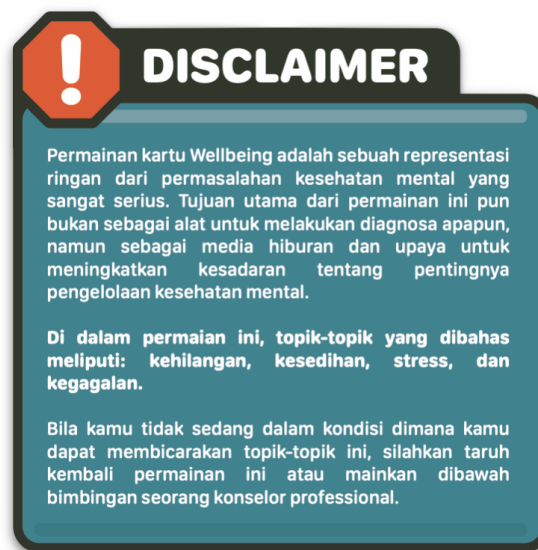 !
DISCLAIMER
Permainan kartu Wellbeing adalah sebuah representasi
ringan dari permasalahan kesehatan mental yang
sangat serius. Tujuan utama dari permainan ini pun
bukan sebagai alat untuk melakukan diagnosa apapun,
namun sebagai media hiburan dan upaya untuk
meningkatkan kesadaran tentang pentingnya
pengelolaan kesehatan mental.
Di dalam permaian ini, topik-topik yang dibahas
meliputi: kehilangan, kesedihan, stress, dan
kegagalan.
Bila kamu tidak sedang dalam kondisi dimana kamu
dapat membicarakan topik-topik ini, silahkan taruh
kembali permainan ini atau mainkan dibawah
bimbingan seorang konselor professional.